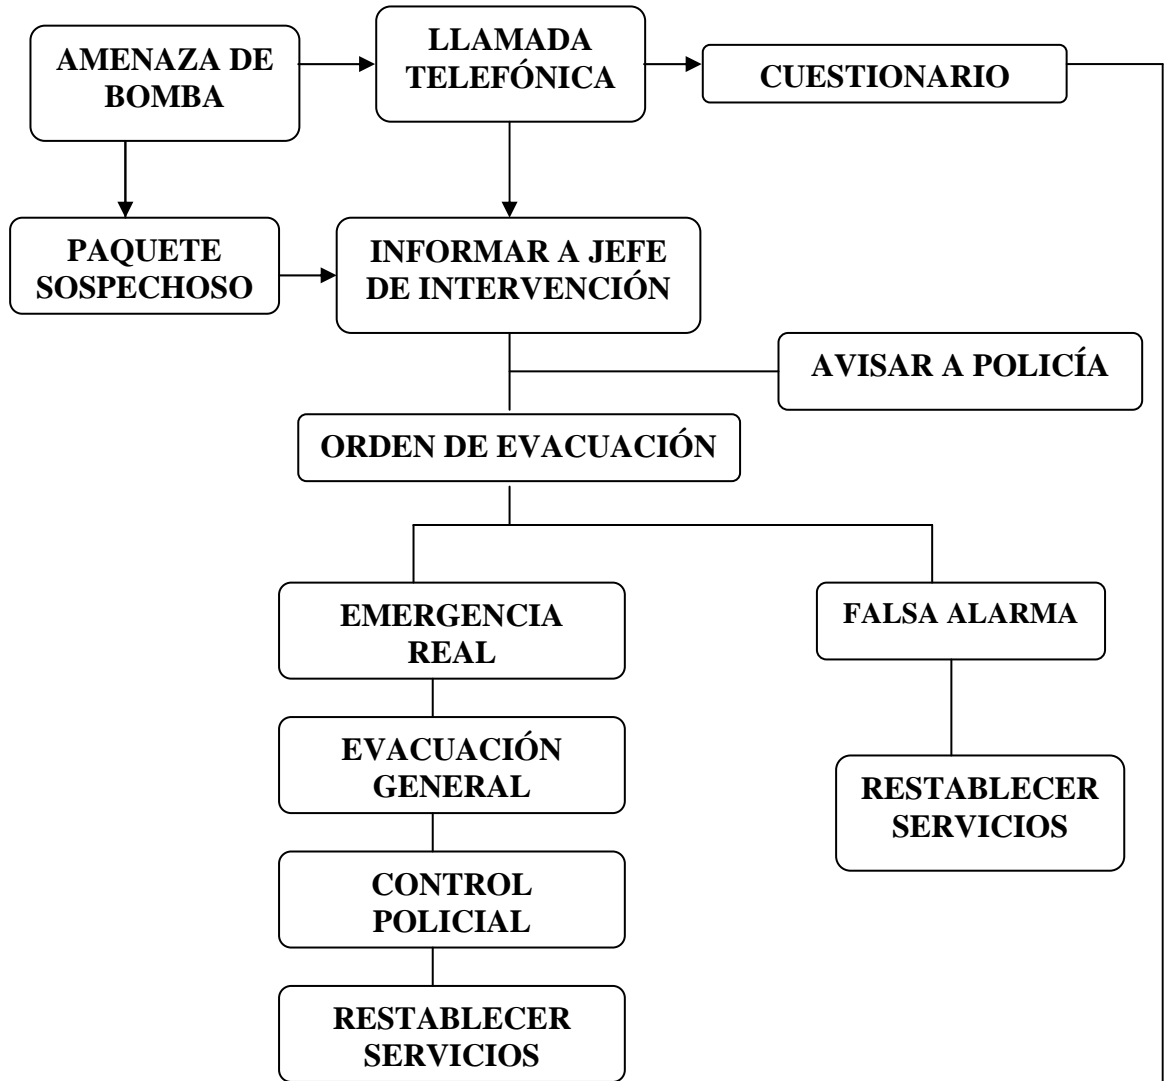 AMENAZA DE
BOMBA
LLAMADA
TELEFÓNICA
CUESTIONARIO
PAQUETE
SOSPECHOSO
INFORMAR A JEFE
DE INTERVENCIÓN
AVISAR A POLICÍA
ORDEN DE EVACUACIÓN
EMERGENCIA
REAL
FALSA ALARMA
EVACUACIÓN
GENERAL
RESTABLECER
SERVICIOS
CONTROL
POLICIAL
RESTABLECER
SERVICIOS